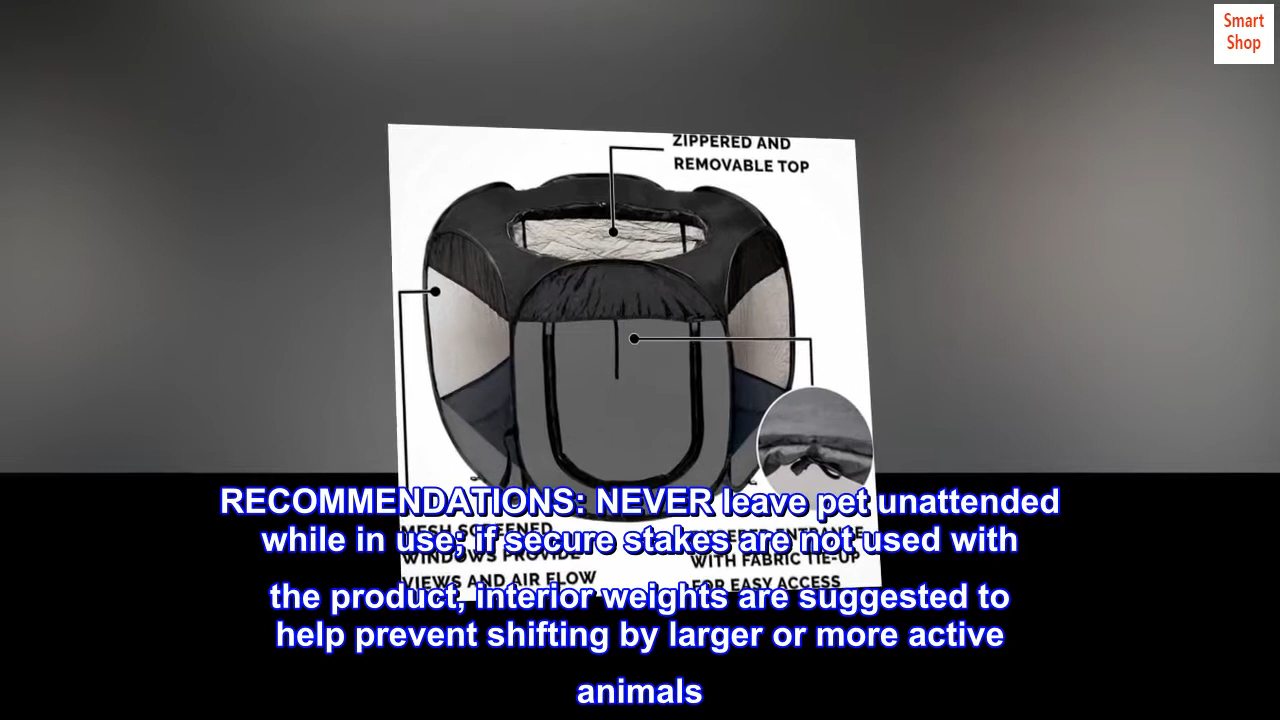 Smart
Shop
ZIPPERED AND
REMOVABLE TOP
RECOMMENDATIONS: NEVER leave pet unattended
while in use; if secure stakes are not used with
the product, interior weights are suggested to
help prevent shifting by larger or more active
animals
MESH SCREENED
WINDOWS PROVIDE
VIEWS AND AIR FLOW
ENTRANCE
WITH FABRIC TIE-UP
FOR EASY ACCESS